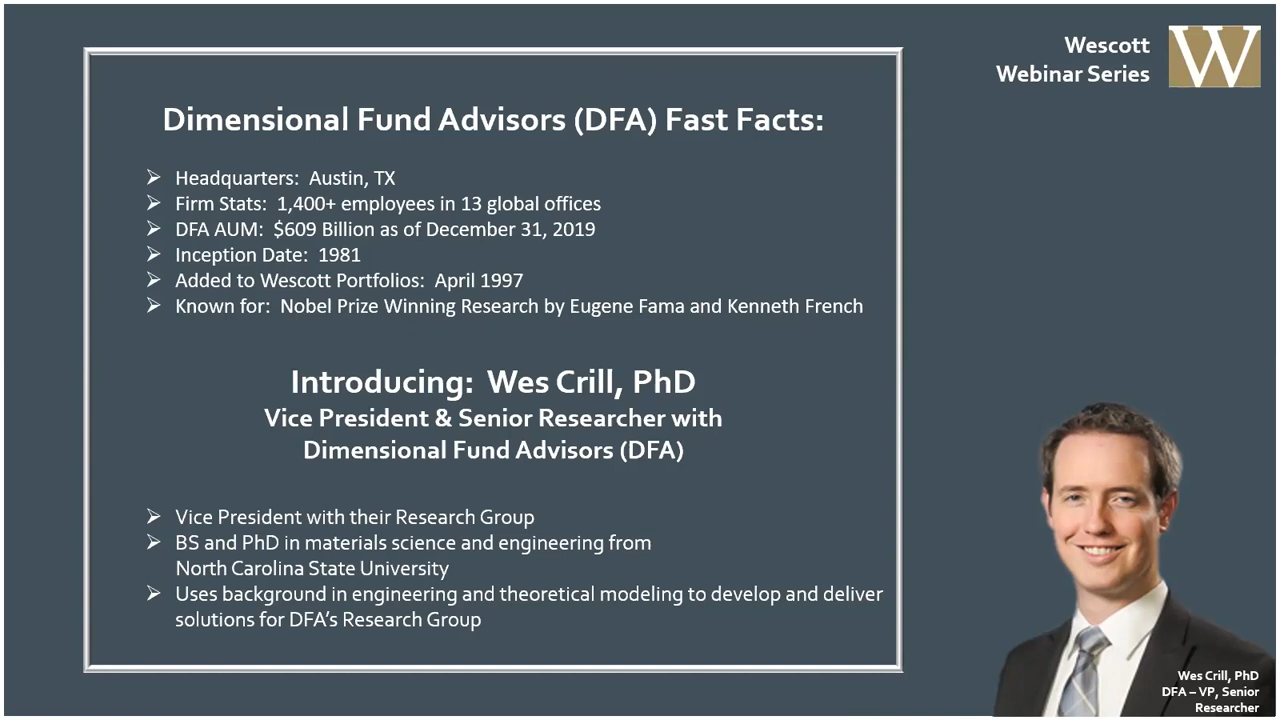 Wescott
Webinar Series
W
Dimensional Fund Advisors (DFA) Fast Facts:
➢ Headquarters: Austin, TX
➢ Firm Stats: 1,400+ employees in 13 global offices
➢ DFA AUM: $609 Billion as of December 31, 2019
➢ Inception Date: 1981
➢ Added to Wescott Portfolios: April 1997
➢ Known for: Nobel Prize Winning Research by Eugene Fama and Kenneth French
Introducing: Wes Crill, PhD
Vice President & Senior Researcher with
Dimensional Fund Advisors (DFA)
➢ Vice President with their Research Group
➢ BS and PhD in materials science and engineering from
North Carolina State University
➢ Uses background in engineering and theoretical modeling to develop and deliver
solutions for DFA’s Research Group
Wes Crill, PhD
DFA – VP, Senior
Researcher